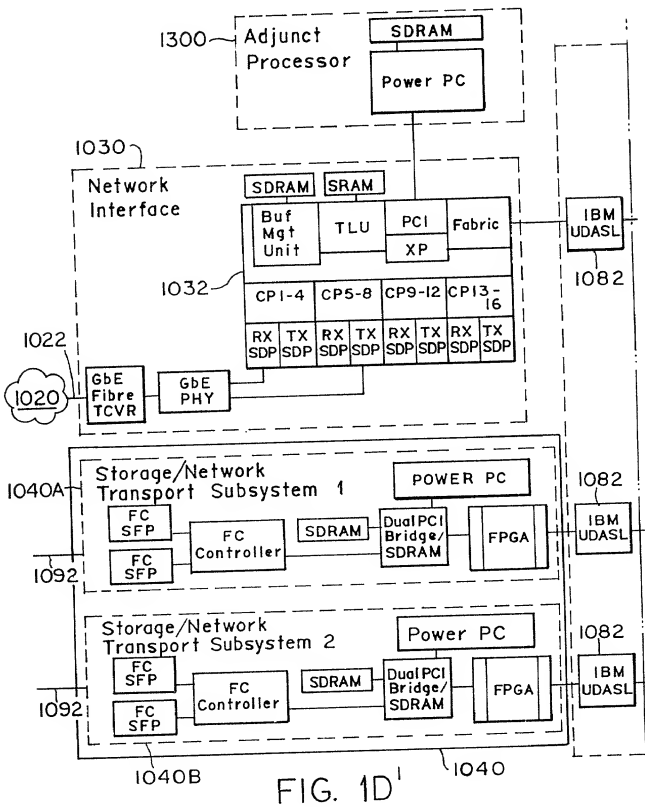 1300
Adjunct
Processor
SDRAM
Power PC
1030
Network
Interface
SDRAM
SRAM
Buf
Mgt
Unit
TLU
PCI
XP
Fabric
IBM
UDASL
1082
1032
CP1-4
CP5-8
CP9-12
CP13-
16
RX
SDP
TX
SDP
RX
SDP
TX
SDP
RX
SDP
TX
SDP
RX
SDP
TX
SDP
1022
1020
GbE
Fibre
TCVR
GbE
PHY
1040A
Storage/Network
Transport Subsystem 1
POWER PC
FC
SFP
FC
SFP
FC
Controller
SDRAM
Dual PCI
Bridge/
SDRAM
FPGA
1082
IBM
UDASL
1092
Storage/Network
Transport Subsystem 2
Power PC
FC
SFP
FC
SFP
FC
Controller
SDRAM
Dual PCI
Bridge/
SDRAM
FPGA
1082
IBM
UDASL
1092
1040B
1040
FIG. 1D'